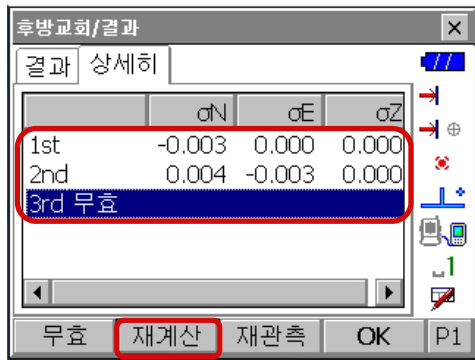 후방교회/결과
결과 상세히
σN σE σZ
1st -0.003 0.000 0.000
2nd 0.004 -0.003 0.000
3rd 무효
1
무효 재계산 재관측 OK P1